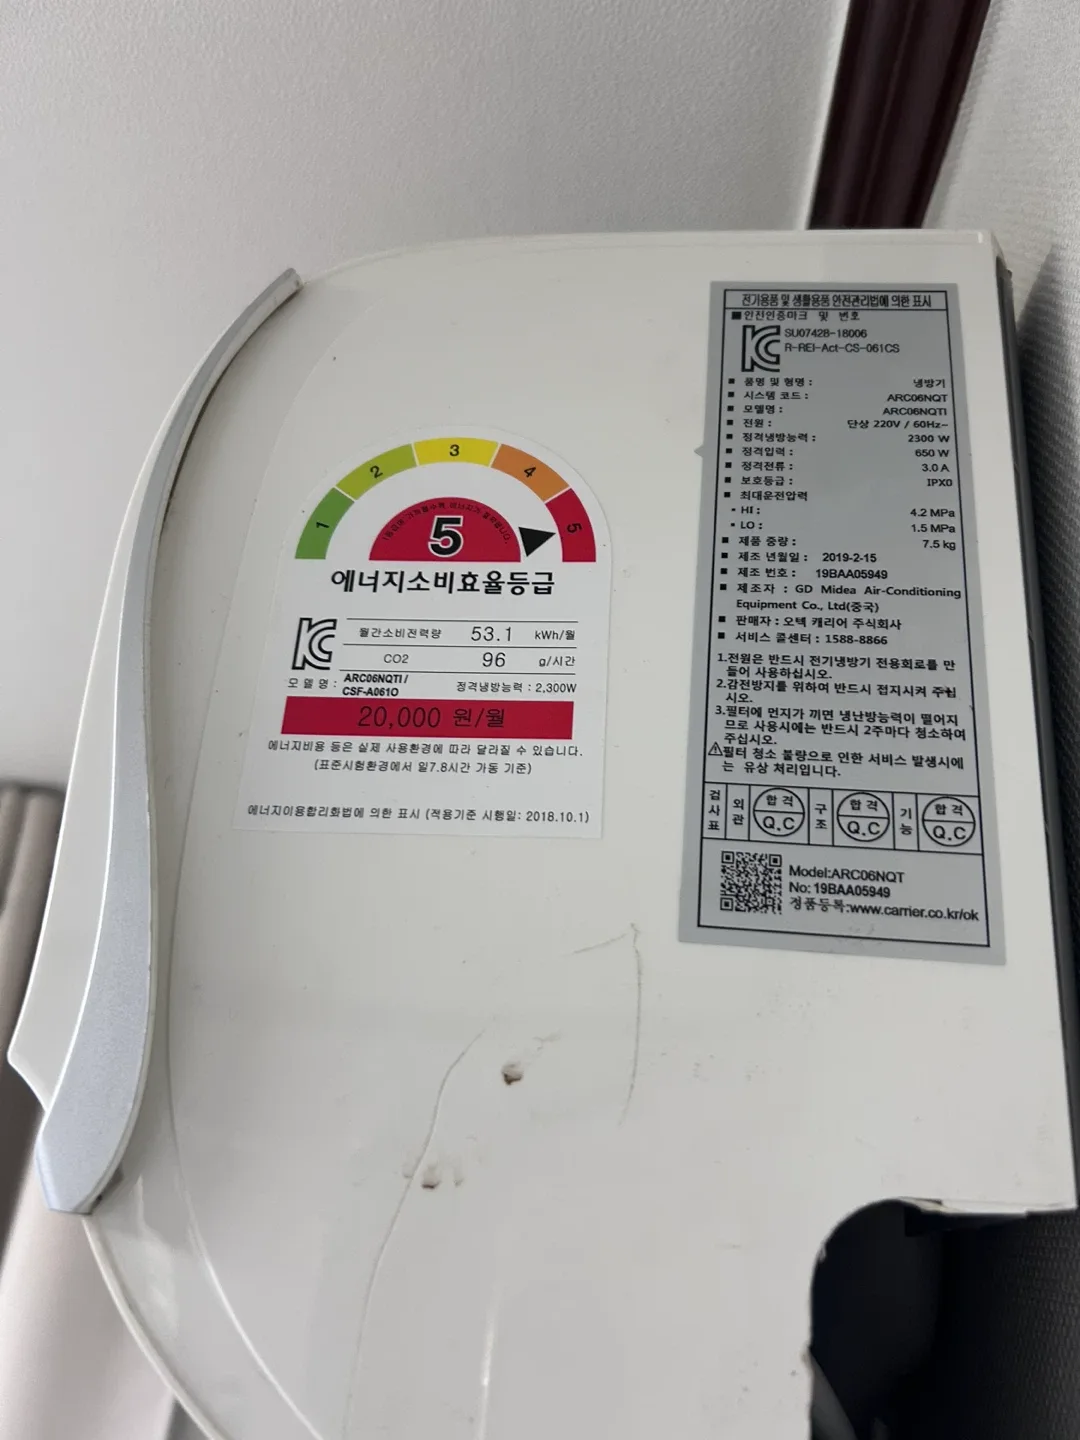 1
2
3
4
5
5
에너지소비효율등급
월간소비전력량 53.1 kWh/월
CO2 96 g/시간
모 델 명 : ARC06NQTI / CSF-A061O
정격냉방능력 : 2,300W
20,000 원/월
에너지비용 등은 실제 사용환경에 따라 달라질 수 있습니다.
(표준시험환경에서 일7.8시간 가동 기준)
에너지이용합리화법에 의한 표시 (적용기준 시행일: 2018.10.1)
전기용품 및 생활용품 안전관리법에 의한 표시
■안전인증마크 및 번호
SU07428-18006
R-REI-Act-CS-061CS
■ 품명 및 형명 : 냉방기
■ 시스템 코드 : ARC06NQT
■ 모델명 : ARC06NQTI
■ 전원 : 단상 220V / 60Hz~
■ 정격냉방능력 : 2300 W
■ 정격입력 : 650 W
■ 정격전류 : 3.0 A
■ 보호등급 : IPX0
■ 최대운전압력
▪ HI : 4.2 MPa
▪ LO : 1.5 MPa
■ 제품 중량 : 7.5 kg
■ 제조 년월일 : 2019-2-15
■ 제조 번호 : 19BAA05949
■ 제조자 : GD Midea Air-Conditioning
Equipment Co., Ltd(중국)
■ 판매자 : 오텍 캐리어 주식회사
■ 서비스 콜센터 : 1588-8866
1.전원은 반드시 전기냉방기 전용회로를 만
들어 사용하십시오.
2.감전방지를 위하여 반드시 접지시켜 주십
시오.
3.필터에 먼지가 끼면 냉난방능력이 떨어지
므로 사용시에는 반드시 2주마다 청소하여
주십시오.
⚠필터 청소 불량으로 인한 서비스 발생시에
는 유상 처리입니다.
검사표 외관 합격 Q.C 구조 합격 Q.C 기능 합격 Q.C
Model:ARC06NQT
No: 19BAA05949
정품등록:www.carrier.co.kr/ok